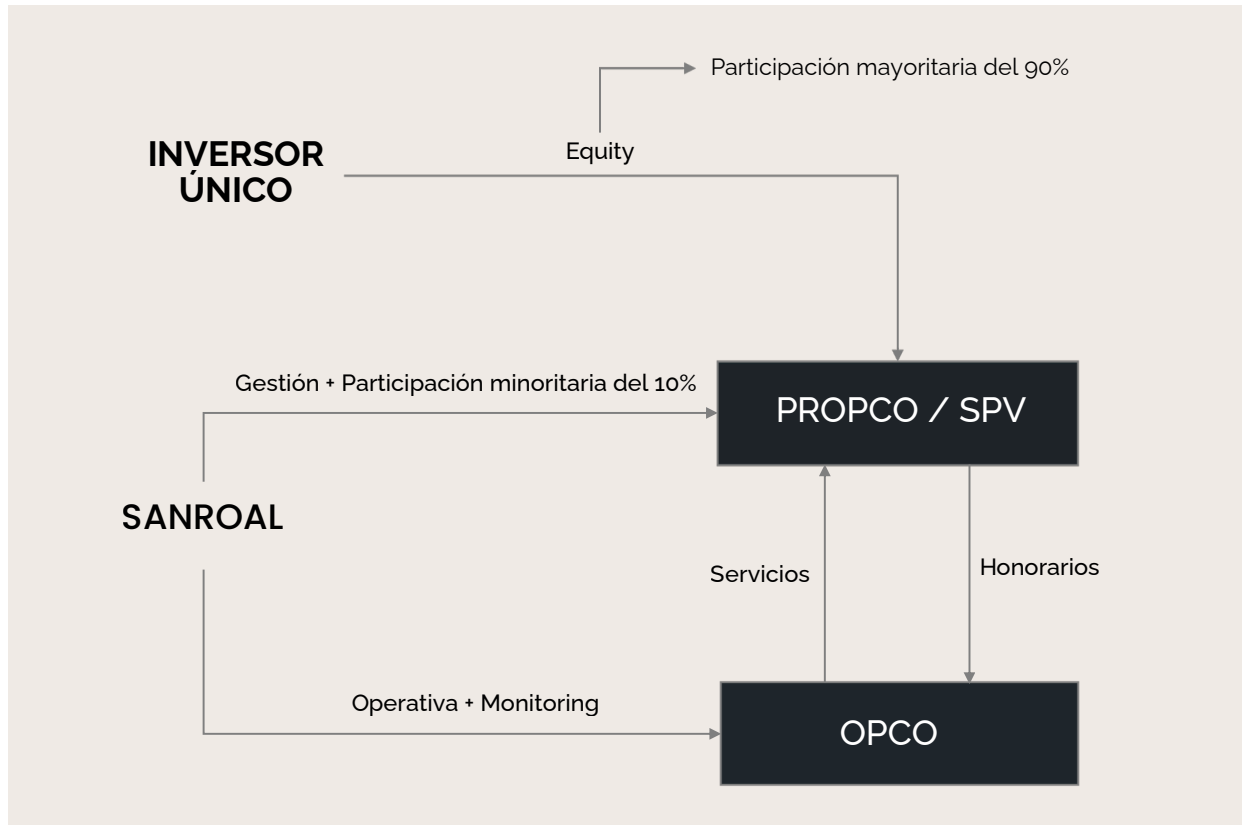 Participación mayoritaria del 90%
INVERSOR
ÚNICO
Equity
Gestión + Participación minoritaria del 10%
PROPCO / SPV
SANROAL
Servicios
Honorarios
Operativa + Monitoring
OPCO